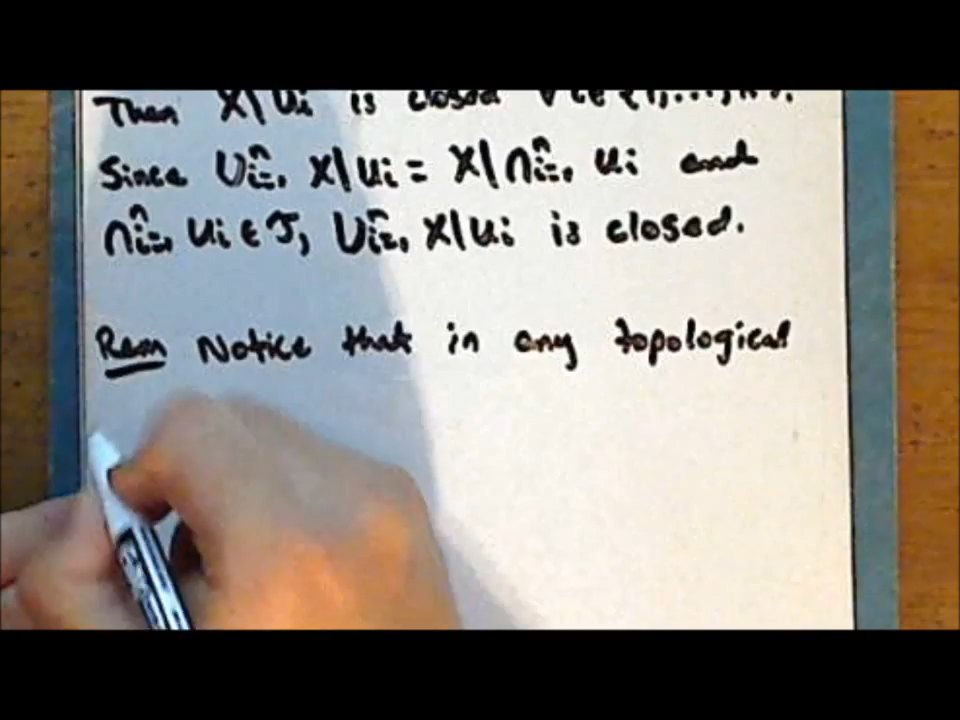 Then X\Ui is closed ∀i∈{1,...,n}.
Since ∪ⁿᵢ₌₁ X\Ui = X\∩ⁿᵢ₌₁ Ui and
∩ⁿᵢ₌₁ Ui ∈ J, ∪ⁿᵢ₌₁ X\Ui is closed.
Rem Notice that in any topological